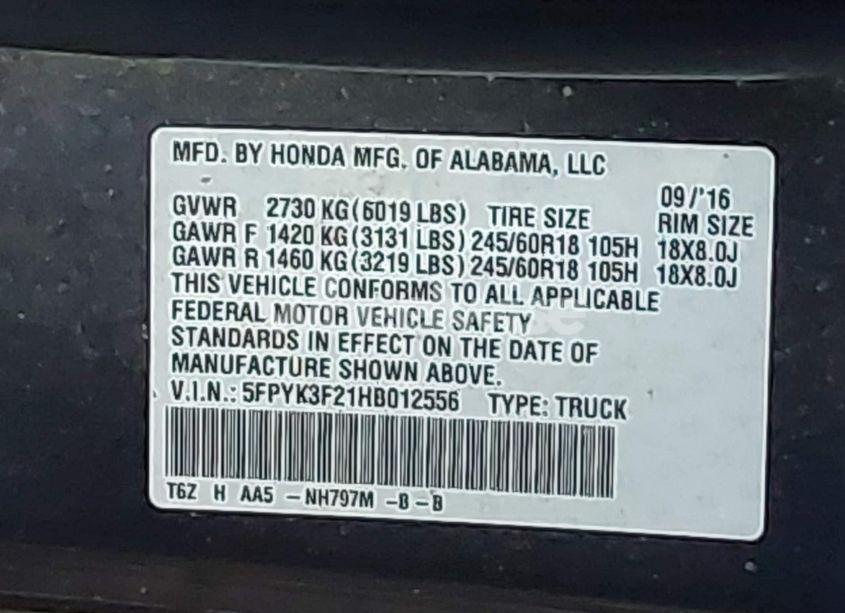 MFD. BY HONDA MFG. OF ALABAMA, LLC
09/'16
GVWR 2730 KG(6019 LBS) TIRE SIZE RIM SIZE
GAWR F 1420 KG(3131 LBS) 245/60R18 105H 18X8.0J
GAWR R 1460 KG(3219 LBS) 245/60R18 105H 18X8.0J
THIS VEHICLE CONFORMS TO ALL APPLICABLE
FEDERAL MOTOR VEHICLE SAFETY
STANDARDS IN EFFECT ON THE DATE OF
MANUFACTURE SHOWN ABOVE.
V.I.N.: 5FPYK3F21HB012556 TYPE: TRUCK
T6Z H AA5 -NH797M -B-B